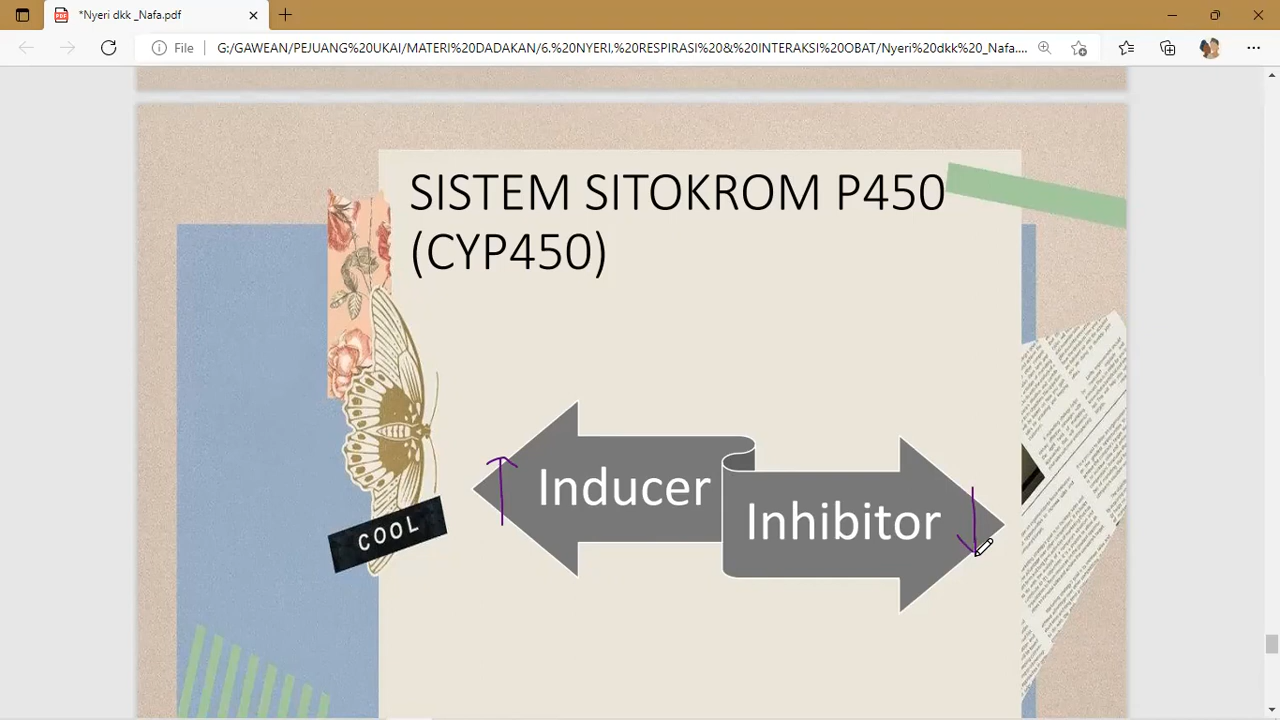 *Nyeri dkk _Nafa.pdf
File
G:/GAWEAN/PEJUANG%20UKAI/MATERI%20DADAKAN/6.%20NYERI,%20RESPIRASI%20&%20INTERAKSI%20OBAT/Nyeri%20dkk%20_Nafa....
SISTEM SITOKROM P450
(CYP450)
Inducer
Inhibitor
COOL